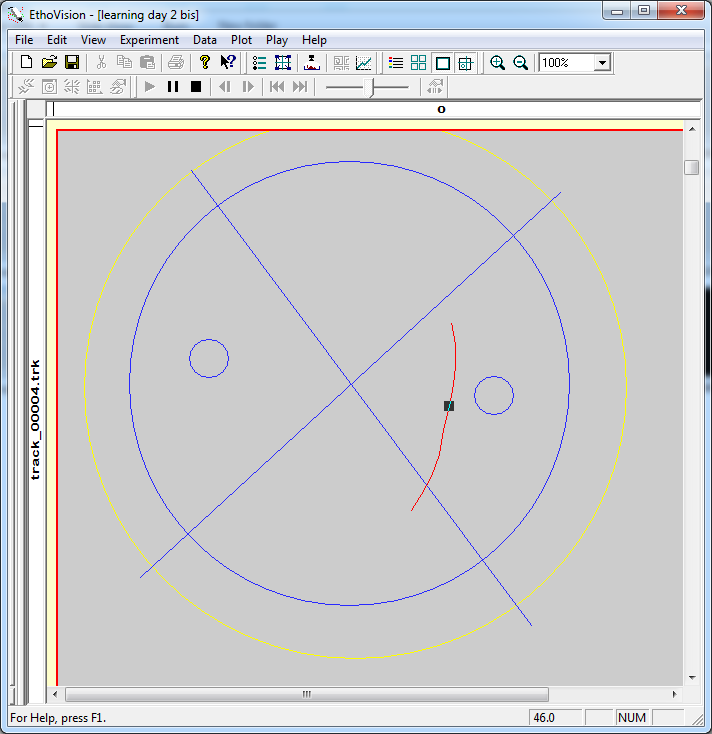 EthoVision - [learning day 2 bis]
File Edit View Experiment Data Plot Play Help
100%
o
track_00004.trk
For Help, press F1.
46.0
NUM